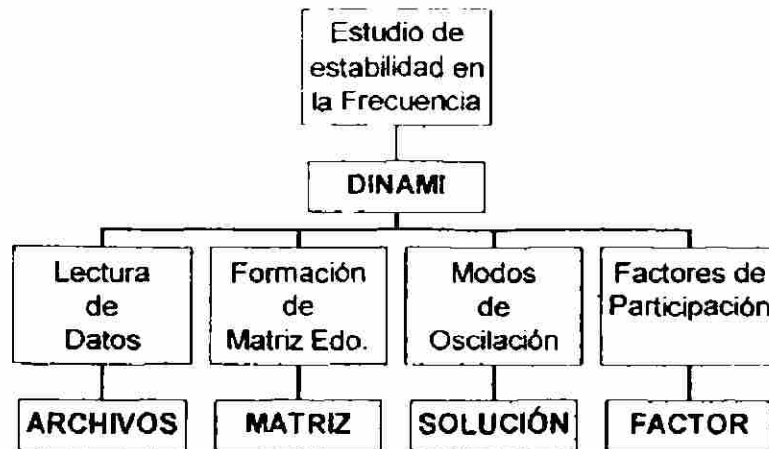 Estudio de
estabilidad en
la Frecuencia
DINAMI
Lectura
de
Datos
Formación
de
Matriz Edo.
Modos
de
Oscilación
Factores de
Participación
ARCHIVOS
MATRIZ
SOLUCIÓN
FACTOR